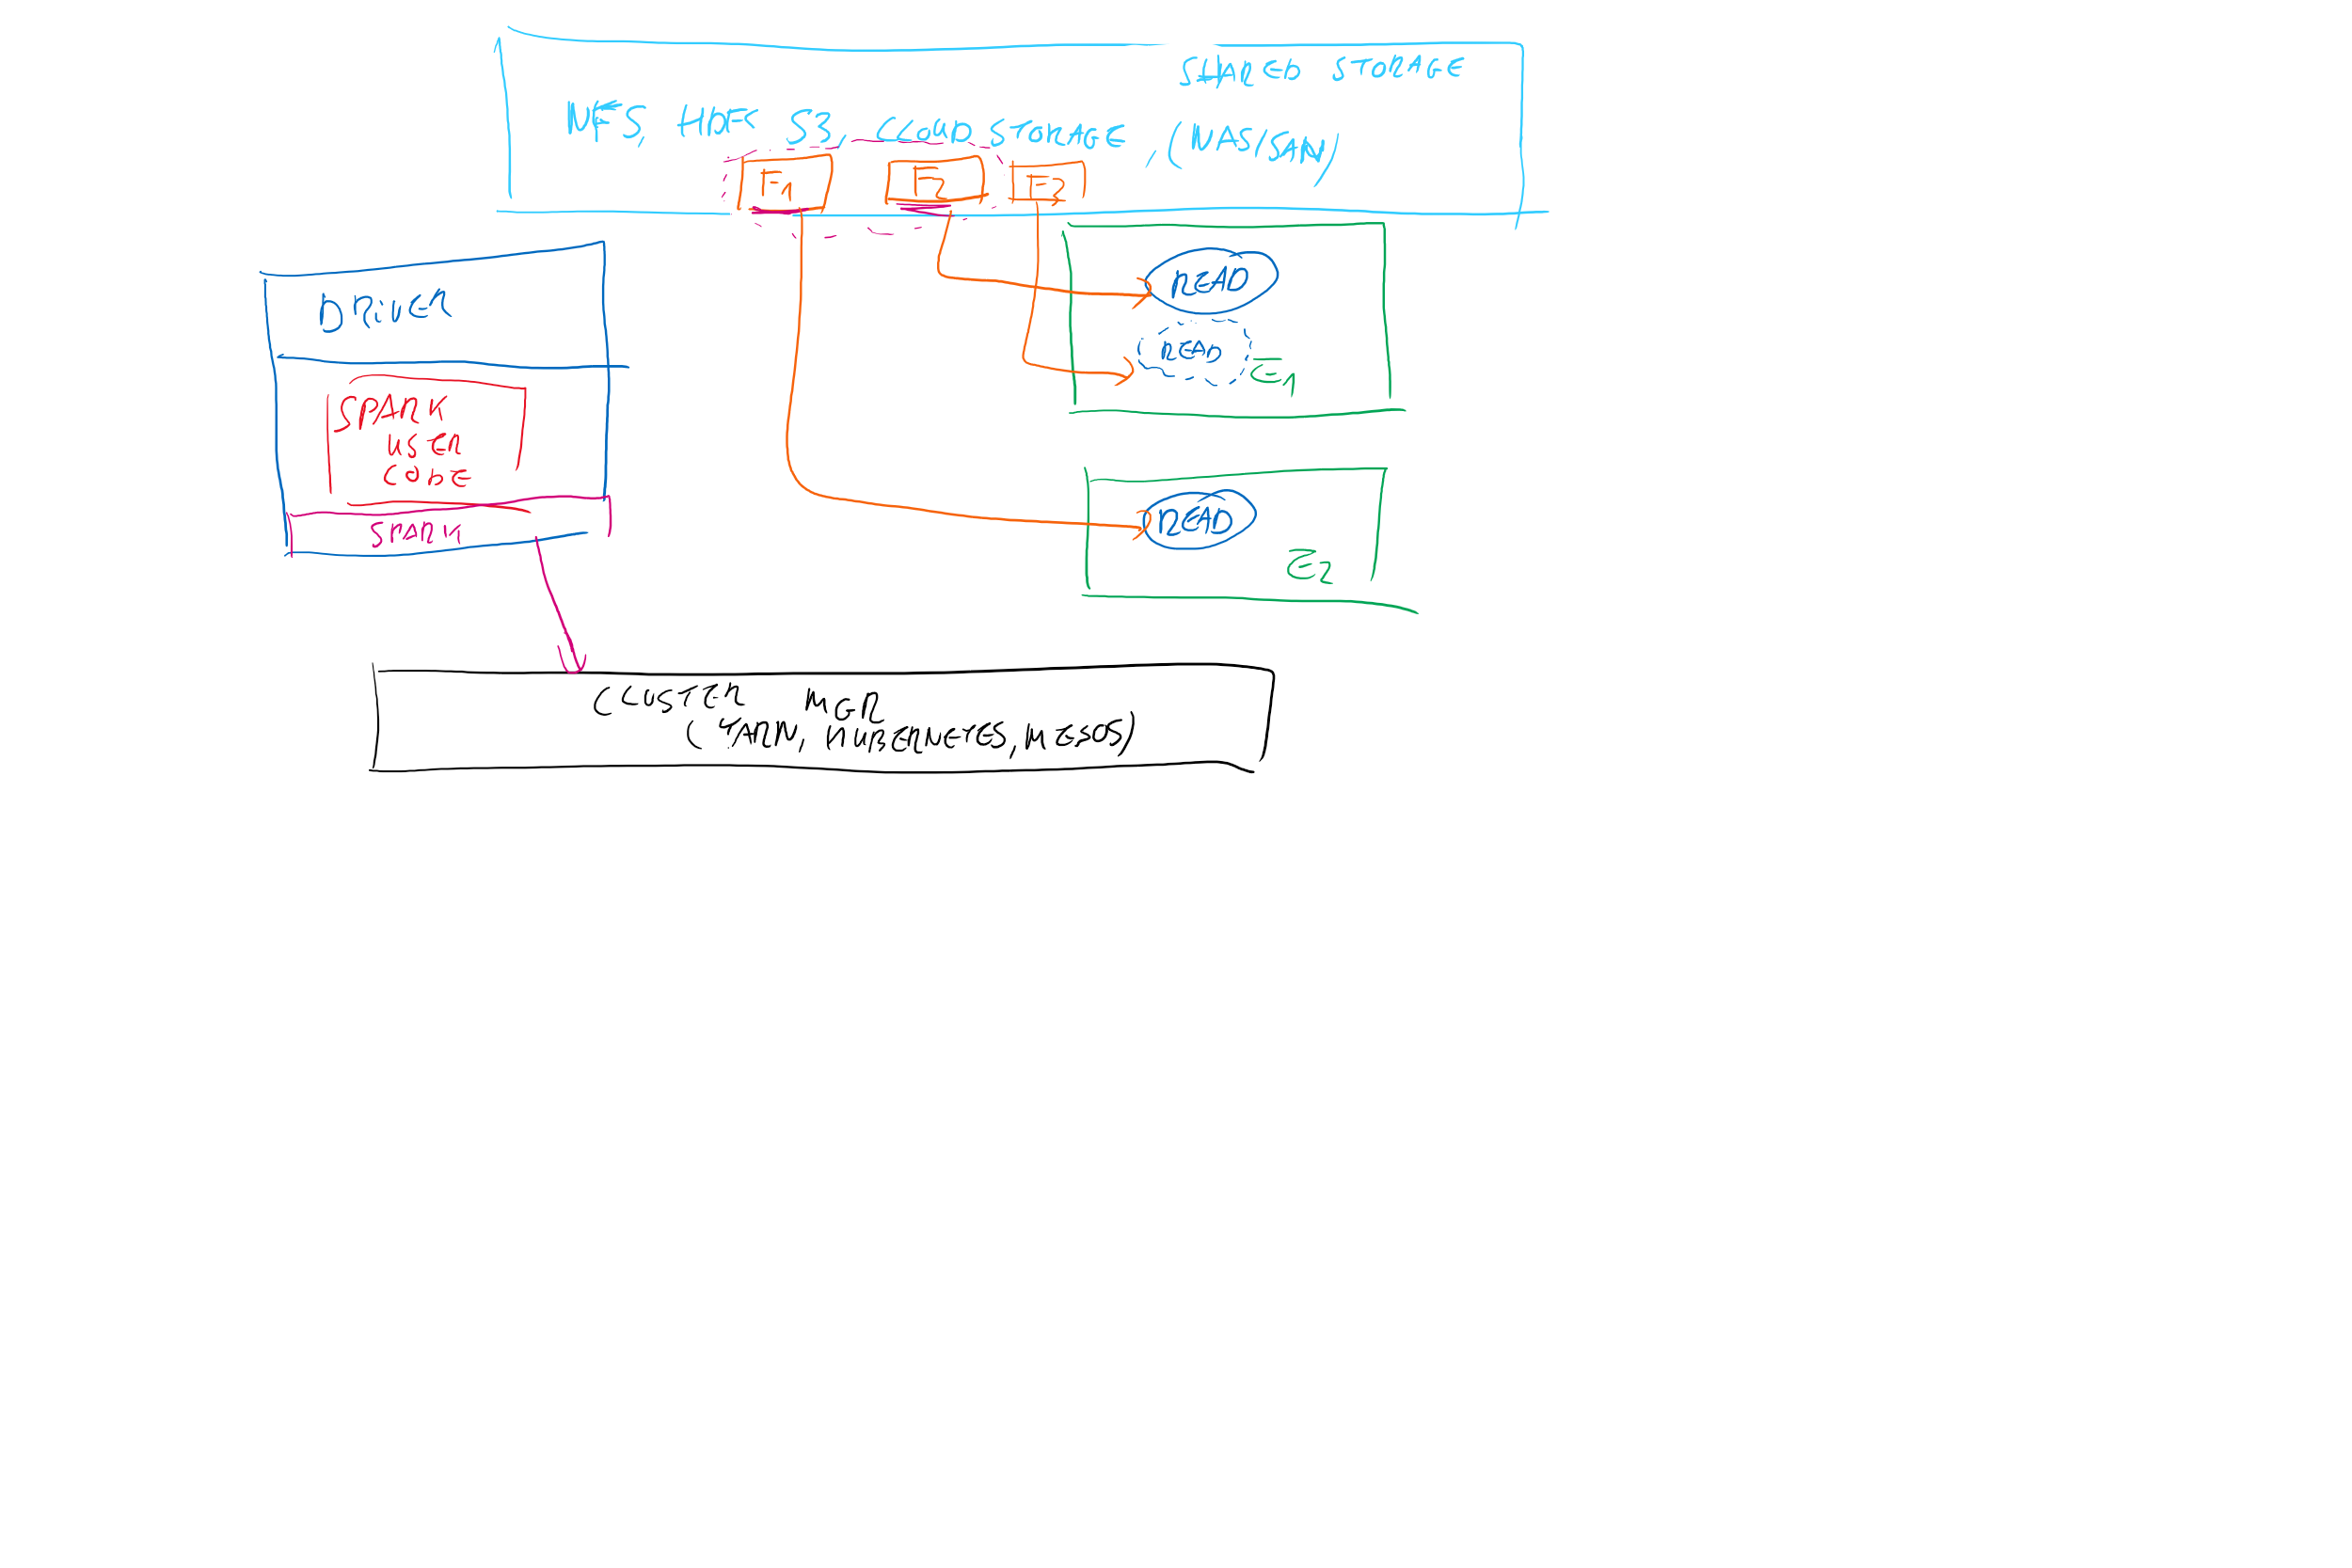 SHARED STORAGE
NFS, HDFS S3, CLOUD STORAGE, (NAS/SAN)
F1 F2 F3
DRIVER
READ
READ
E1
SPARK
USER
CODE
SPARK
READ
E2
CLUSTER MGR
(YARN, KUBERNETES, MESOS)